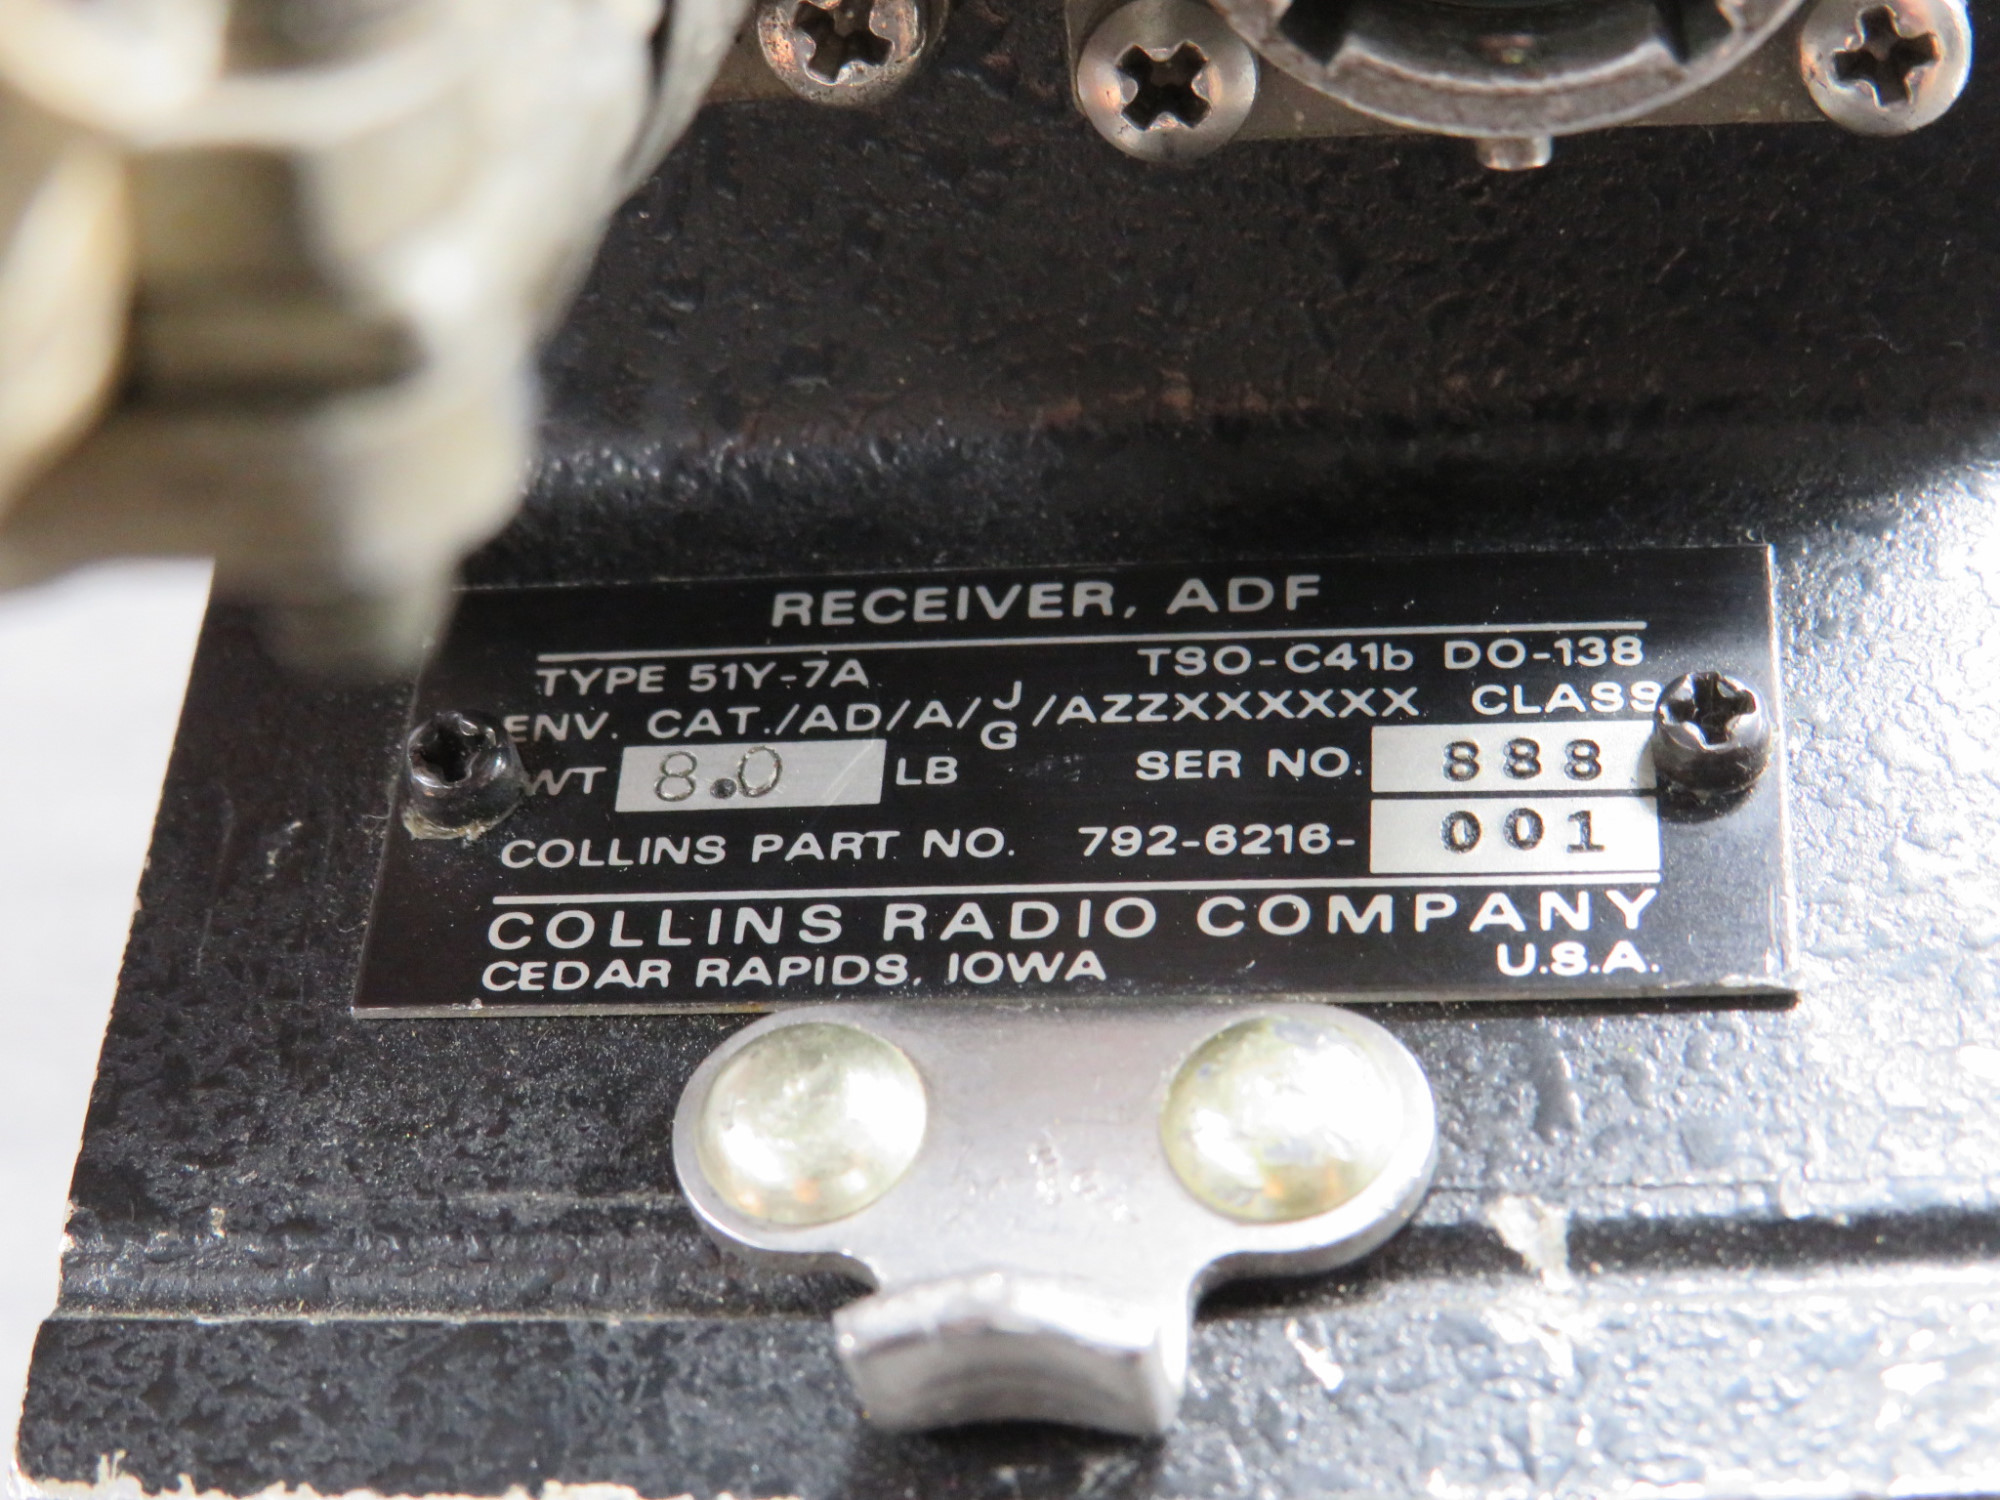 RECEIVER, ADF
TYPE 51Y-7A TSO-C41b DO-138
ENV. CAT./AD/A/J/G/AZZXXXXXX CLASS
WT 8.0 LB SER NO. 888
COLLINS PART NO. 792-6216-001
COLLINS RADIO COMPANY
CEDAR RAPIDS, IOWA U.S.A.